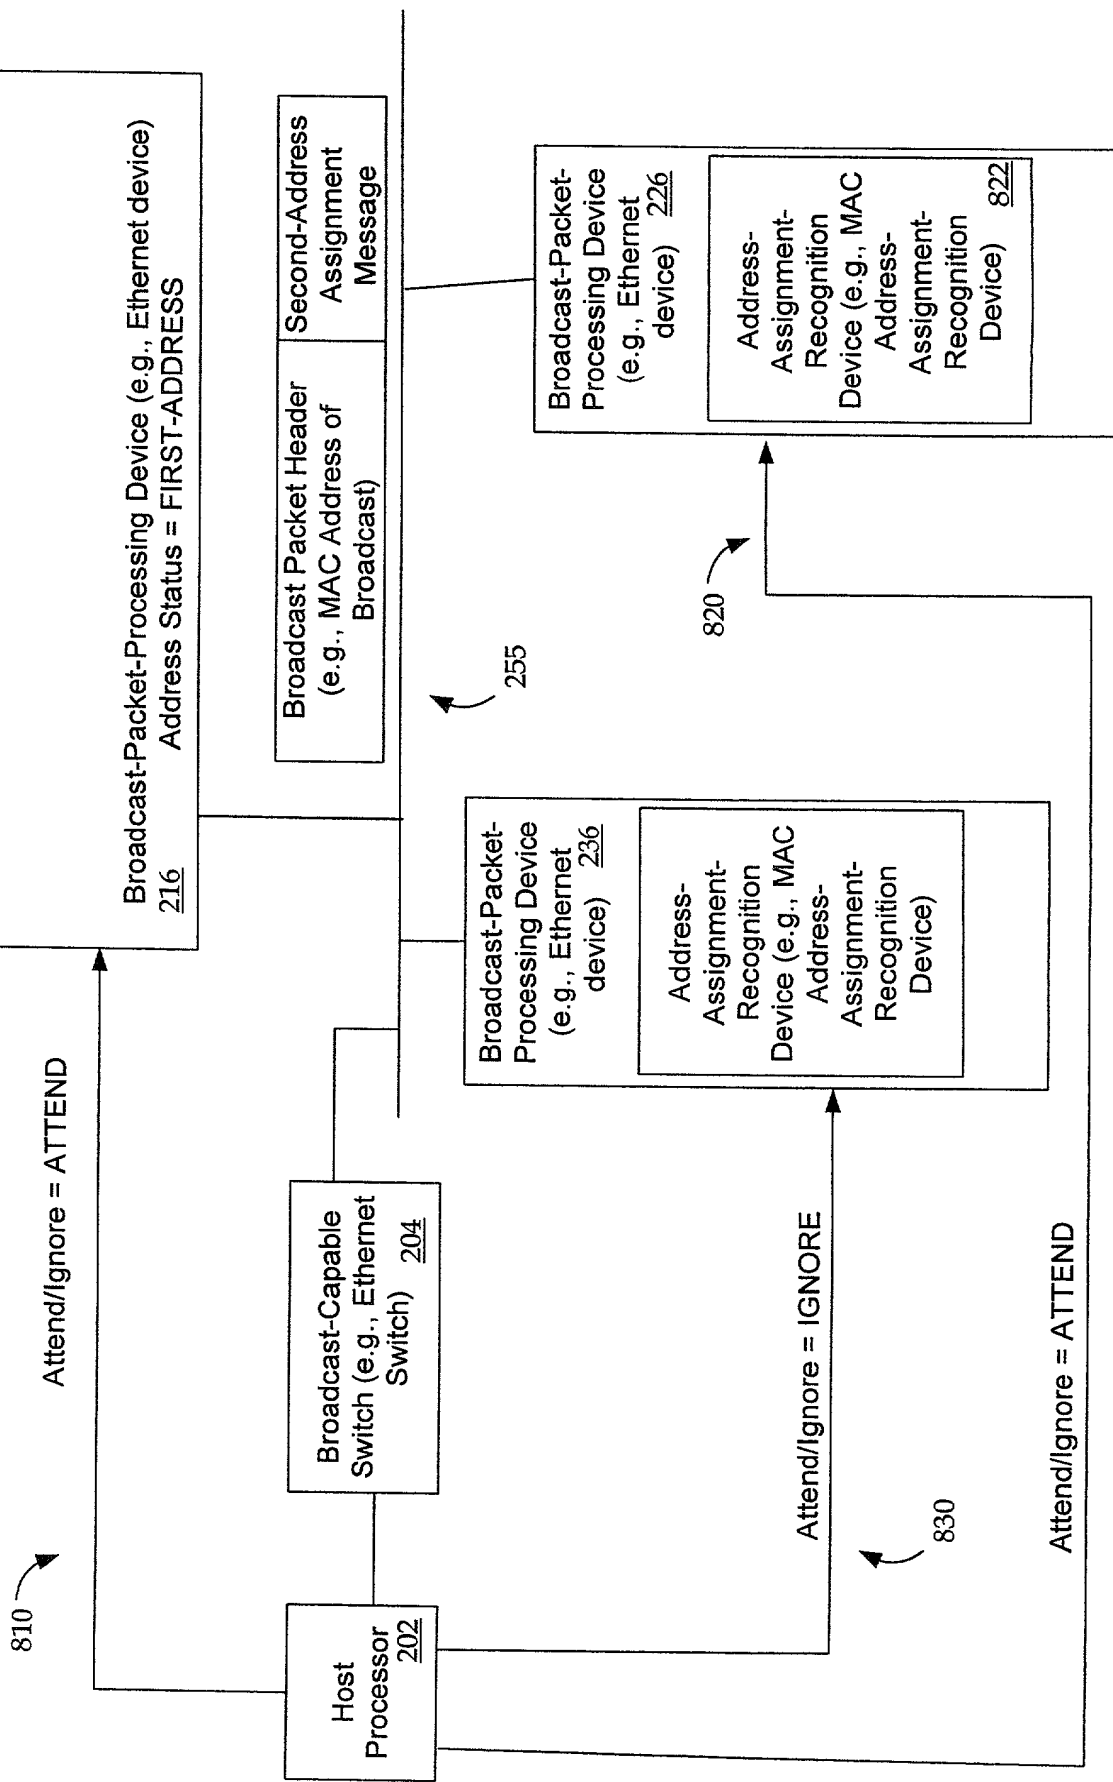 810
Attend/Ignore = ATTEND
Broadcast-Packet-Processing Device (e.g., Ethernet device)
216
Address Status = FIRST-ADDRESS
Host
Processor
202
Broadcast-Capable
Switch (e.g., Ethernet
Switch) 204
Broadcast Packet Header
(e.g., MAC Address of
Broadcast)
Second-Address
Assignment
Message
255
Broadcast-Packet-
Processing Device
(e.g., Ethernet
device) 236
Address-
Assignment-
Recognition
Device (e.g., MAC
Address-
Assignment-
Recognition
Device)
Broadcast-Packet-
Processing Device
(e.g., Ethernet
device) 226
Address-
Assignment-
Recognition
Device (e.g., MAC
Address-
Assignment-
Recognition
Device)
822
820
Attend/Ignore = IGNORE
830
Attend/Ignore = ATTEND